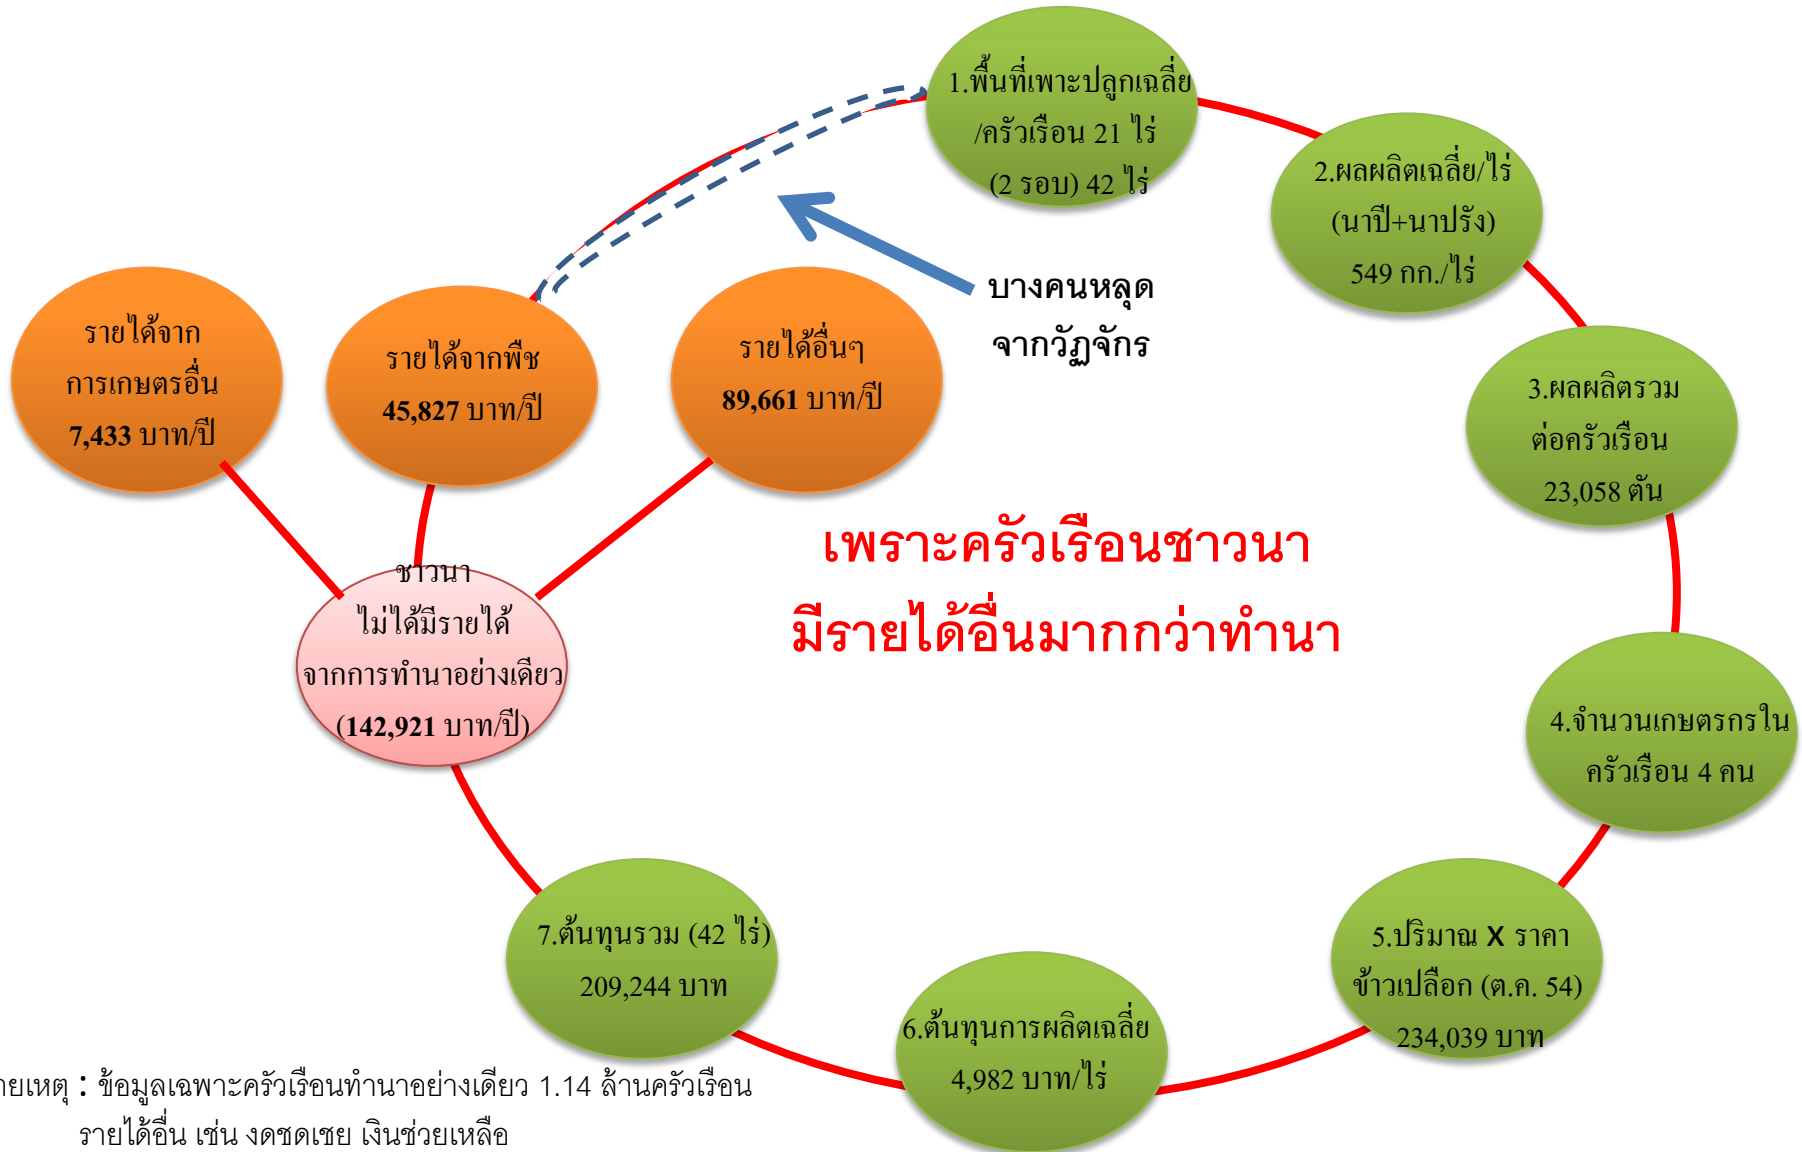 1.พื้นที่เพาะปลูกเฉลี่ย
/ครัวเรือน 21 ไร่
(2 รอบ) 42 ไร่
2.ผลผลิตเฉลี่ย/ไร่
(นาปี+นาปรัง)
549 กก./ไร่
บางคนหลุด
จากวัฏจักร
รายได้จาก
การเกษตรอื่น
7,433 บาท/ปี
รายได้จากพืช
45,827 บาท/ปี
รายได้อื่นๆ
89,661 บาท/ปี
3.ผลผลิตรวม
ต่อครัวเรือน
23,058 ตัน
เพราะครัวเรือนชาวนา
มีรายได้อื่นมากกว่าทำนา
ชาวนา
ไม่ได้มีรายได้
จากการทำนาอย่างเดียว
(142,921 บาท/ปี)
4.จำนวนเกษตรกรใน
ครัวเรือน 4 คน
5.ปริมาณ X ราคา
ข้าวเปลือก (ต.ค. 54)
234,039 บาท
6.ต้นทุนการผลิตเฉลี่ย
4,982 บาท/ไร่
7.ต้นทุนรวม (42 ไร่)
209,244 บาท
ายเหตุ : ข้อมูลเฉพาะครัวเรือนทำนาอย่างเดียว 1.14 ล้านครัวเรือน
รายได้อื่น เช่น งดชดเชย เงินช่วยเหลือ